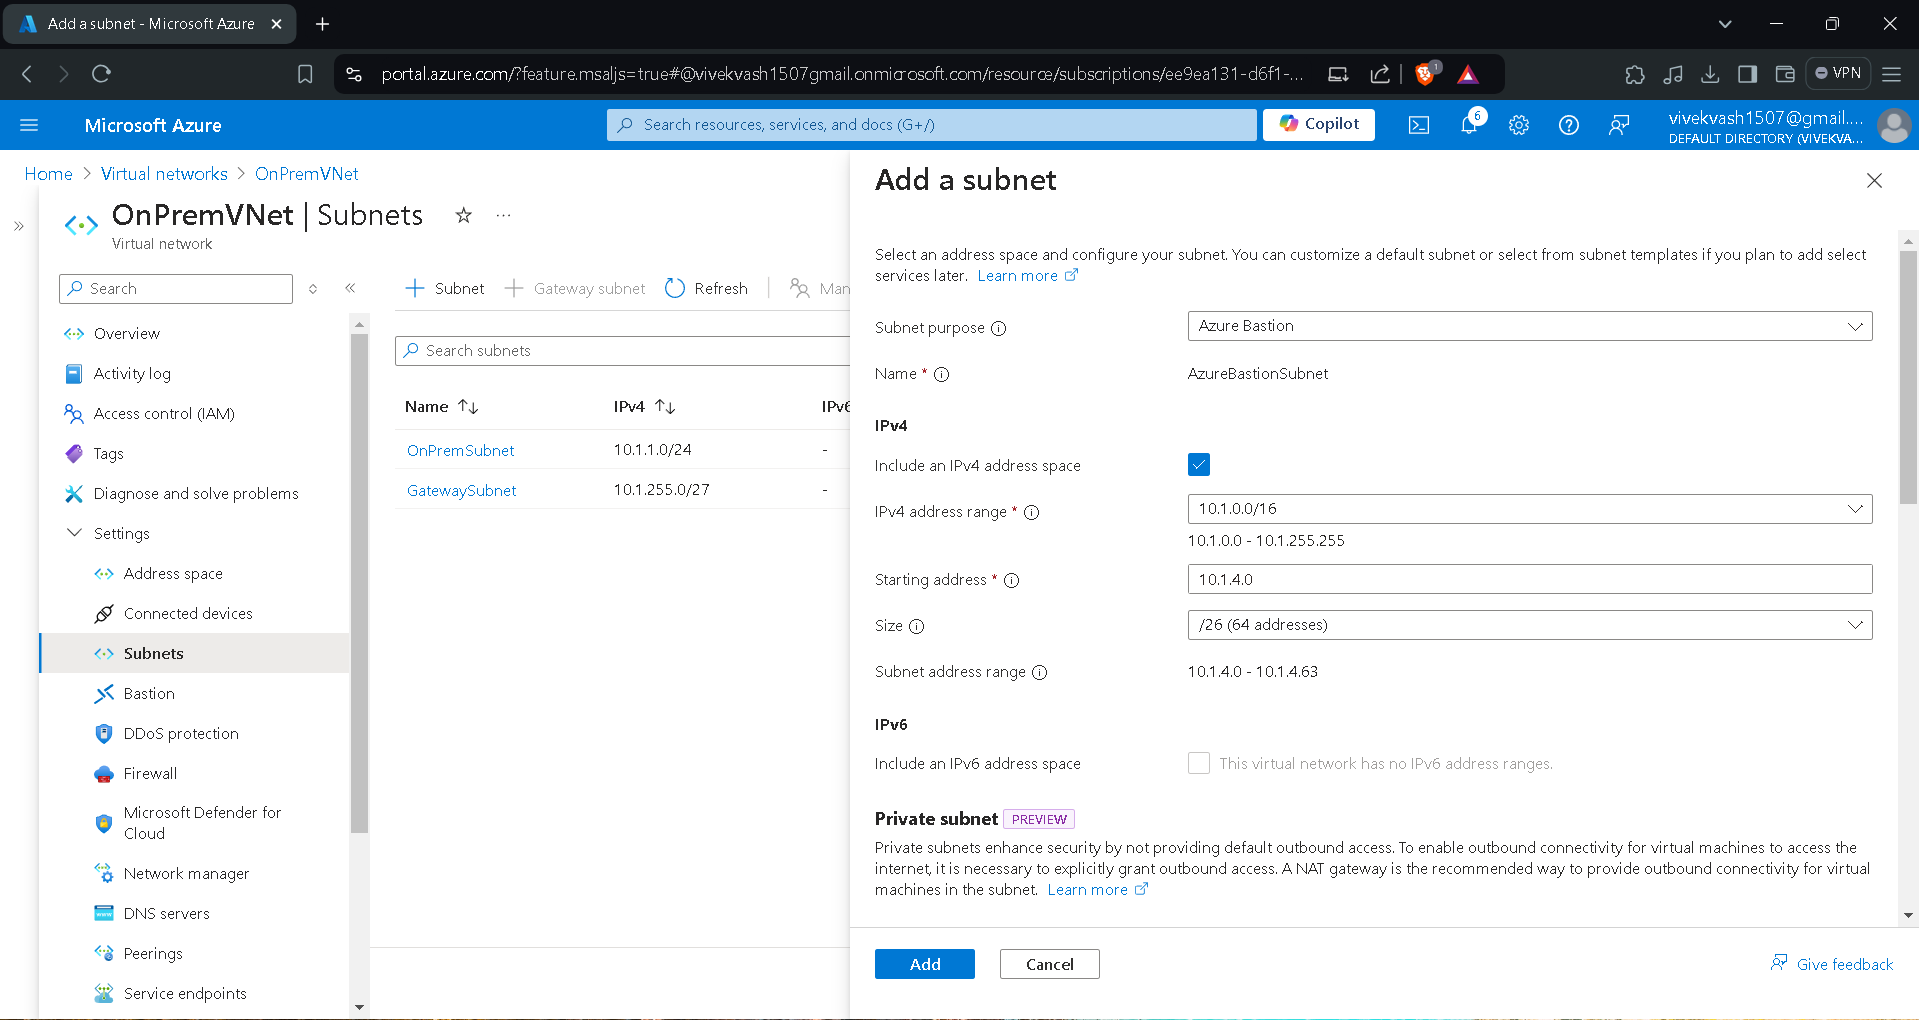 Add a subnet - Microsoft Azure
portal.azure.com/?feature.msaljs=true#@vivekvash1507gmail.onmicrosoft.com/resource/subscriptions/ee9ea131-d6f1-...
1
VPN
Microsoft Azure
Search resources, services, and docs (G+/)
Copilot
6
vivekvash1507@gmail....
DEFAULT DIRECTORY (VIVEKVA...
Home > Virtual networks > OnPremVNet
OnPremVNet | Subnets
...
Virtual network
Search
Overview
Activity log
Access control (IAM)
Tags
Diagnose and solve problems
Settings
Address space
Connected devices
Subnets
Bastion
DDoS protection
Firewall
Microsoft Defender for
Cloud
Network manager
DNS servers
Peerings
Service endpoints
+ Subnet + Gateway subnet Refresh Man
Search subnets
Name IPv4 IPv6
OnPremSubnet 10.1.1.0/24 -
GatewaySubnet 10.1.255.0/27 -
Add a subnet
Select an address space and configure your subnet. You can customize a default subnet or select from subnet templates if you plan to add select
services later. Learn more
Subnet purpose Azure Bastion
Name * AzureBastionSubnet
IPv4
Include an IPv4 address space
IPv4 address range * 10.1.0.0/16
10.1.0.0 - 10.1.255.255
Starting address * 10.1.4.0
Size /26 (64 addresses)
Subnet address range 10.1.4.0 - 10.1.4.63
IPv6
Include an IPv6 address space This virtual network has no IPv6 address ranges.
Private subnet PREVIEW
Private subnets enhance security by not providing default outbound access. To enable outbound connectivity for virtual machines to access the
internet, it is necessary to explicitly grant outbound access. A NAT gateway is the recommended way to provide outbound connectivity for virtual
machines in the subnet. Learn more
Add Cancel
Give feedback